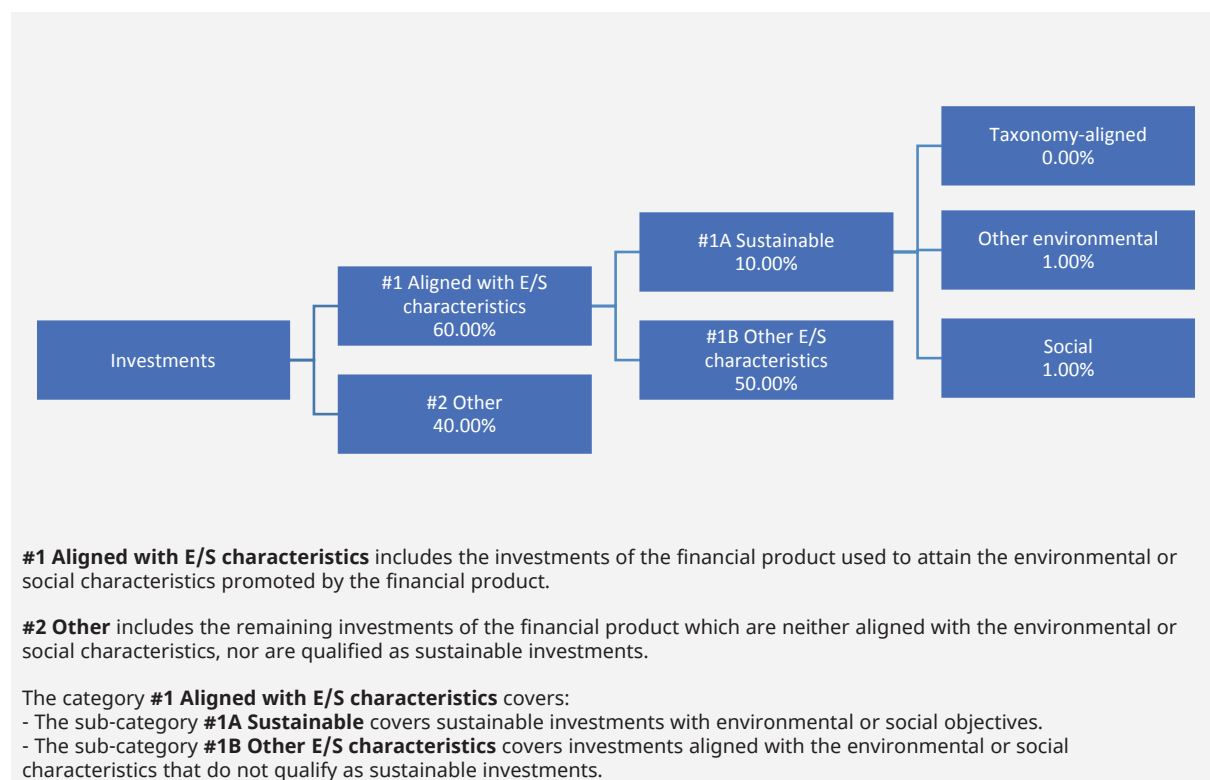 Investments
#1 Aligned with E/S
characteristics
60.00%
#2 Other
40.00%
#1A Sustainable
10.00%
#1B Other E/S
characteristics
50.00%
Taxonomy-aligned
0.00%
Other environmental
1.00%
Social
1.00%
#1 Aligned with E/S characteristics includes the investments of the financial product used to attain the environmental or
social characteristics promoted by the financial product.
#2 Other includes the remaining investments of the financial product which are neither aligned with the environmental or
social characteristics, nor are qualified as sustainable investments.
The category #1 Aligned with E/S characteristics covers:
- The sub-category #1A Sustainable covers sustainable investments with environmental or social objectives.
- The sub-category #1B Other E/S characteristics covers investments aligned with the environmental or social
characteristics that do not qualify as sustainable investments.